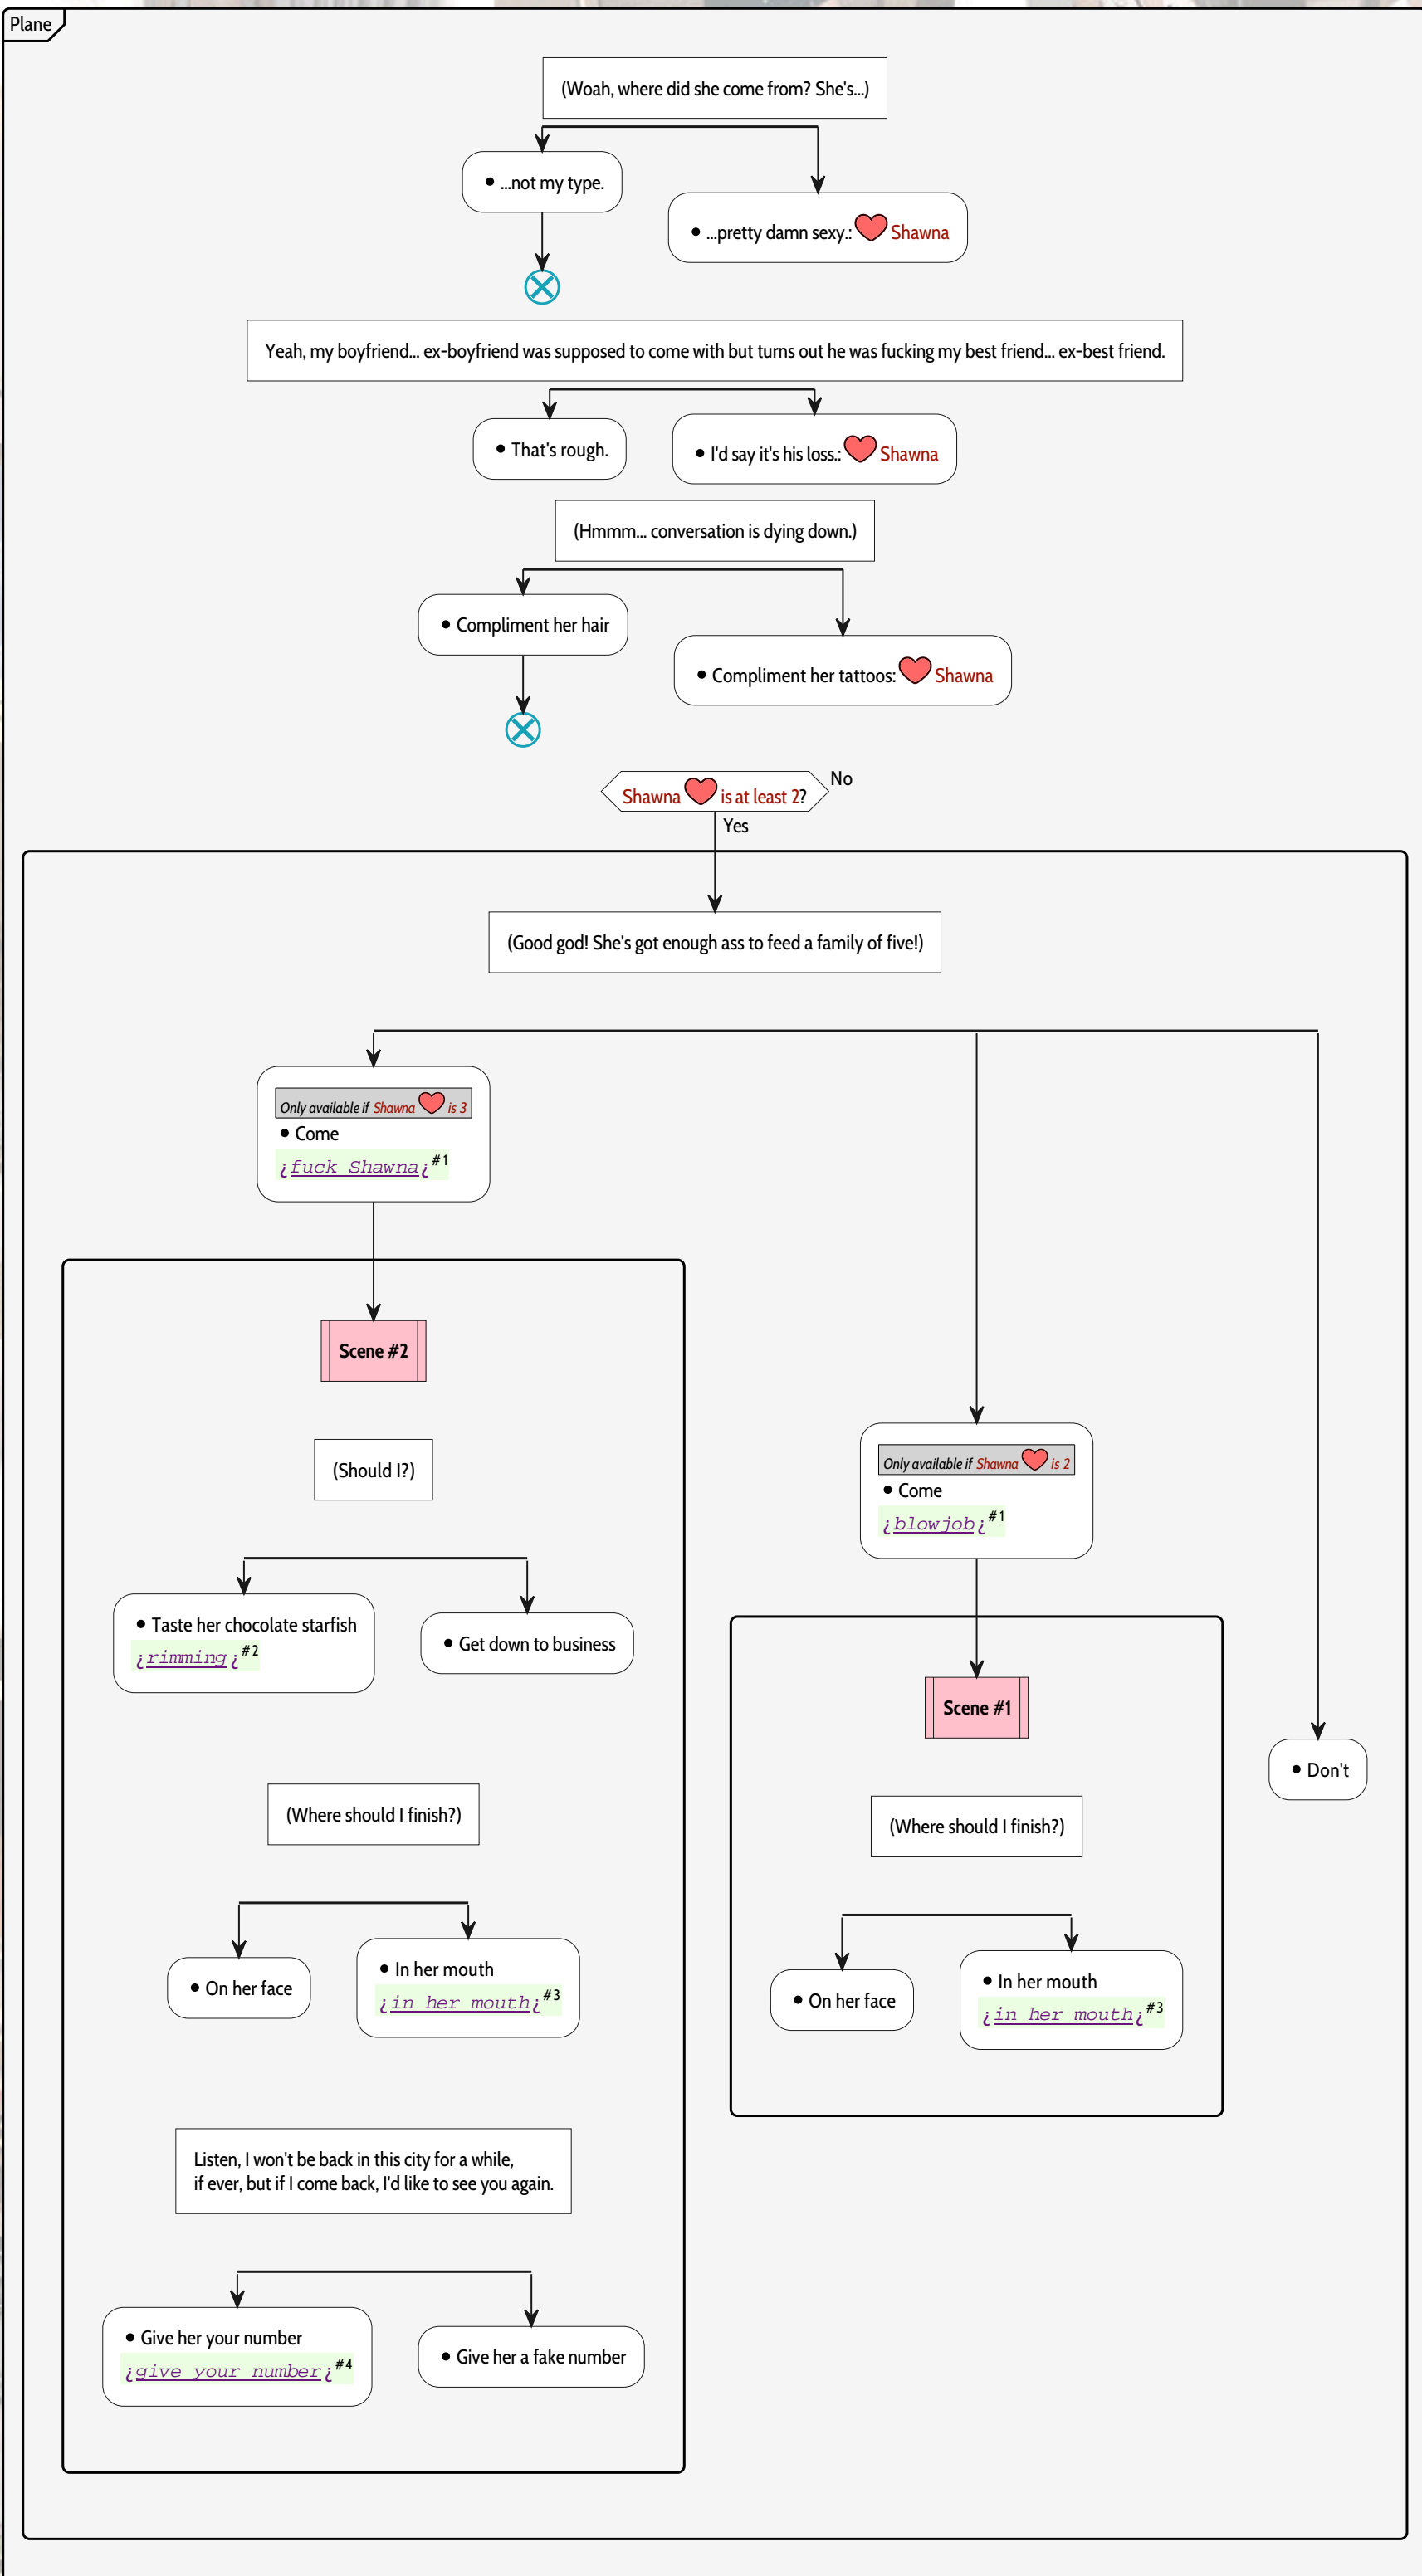 Plane
(Woah, where did she come from? She's...)
• ...not my type.
• ...pretty damn sexy.: Shawna
Yeah, my boyfriend... ex-boyfriend was supposed to come with but turns out he was fucking my best friend... ex-best friend.
• That's rough.
• I'd say it's his loss.: Shawna
(Hmmm... conversation is dying down.)
• Compliment her hair
• Compliment her tattoos: Shawna
Shawna is at least 2?
No
Yes
(Good god! She's got enough ass to feed a family of five!)
Only available if Shawna is 3
• Come
¿fuck Shawna¿#1
Scene #2
(Should I?)
• Taste her chocolate starfish
¿rimming¿#2
• Get down to business
(Where should I finish?)
• On her face
• In her mouth
¿in her mouth¿#3
Listen, I won't be back in this city for a while,
if ever, but if I come back, I'd like to see you again.
• Give her your number
¿give your number¿#4
• Give her a fake number
Only available if Shawna is 2
• Come
¿blowjob¿#1
Scene #1
(Where should I finish?)
• On her face
• In her mouth
¿in her mouth¿#3
• Don't